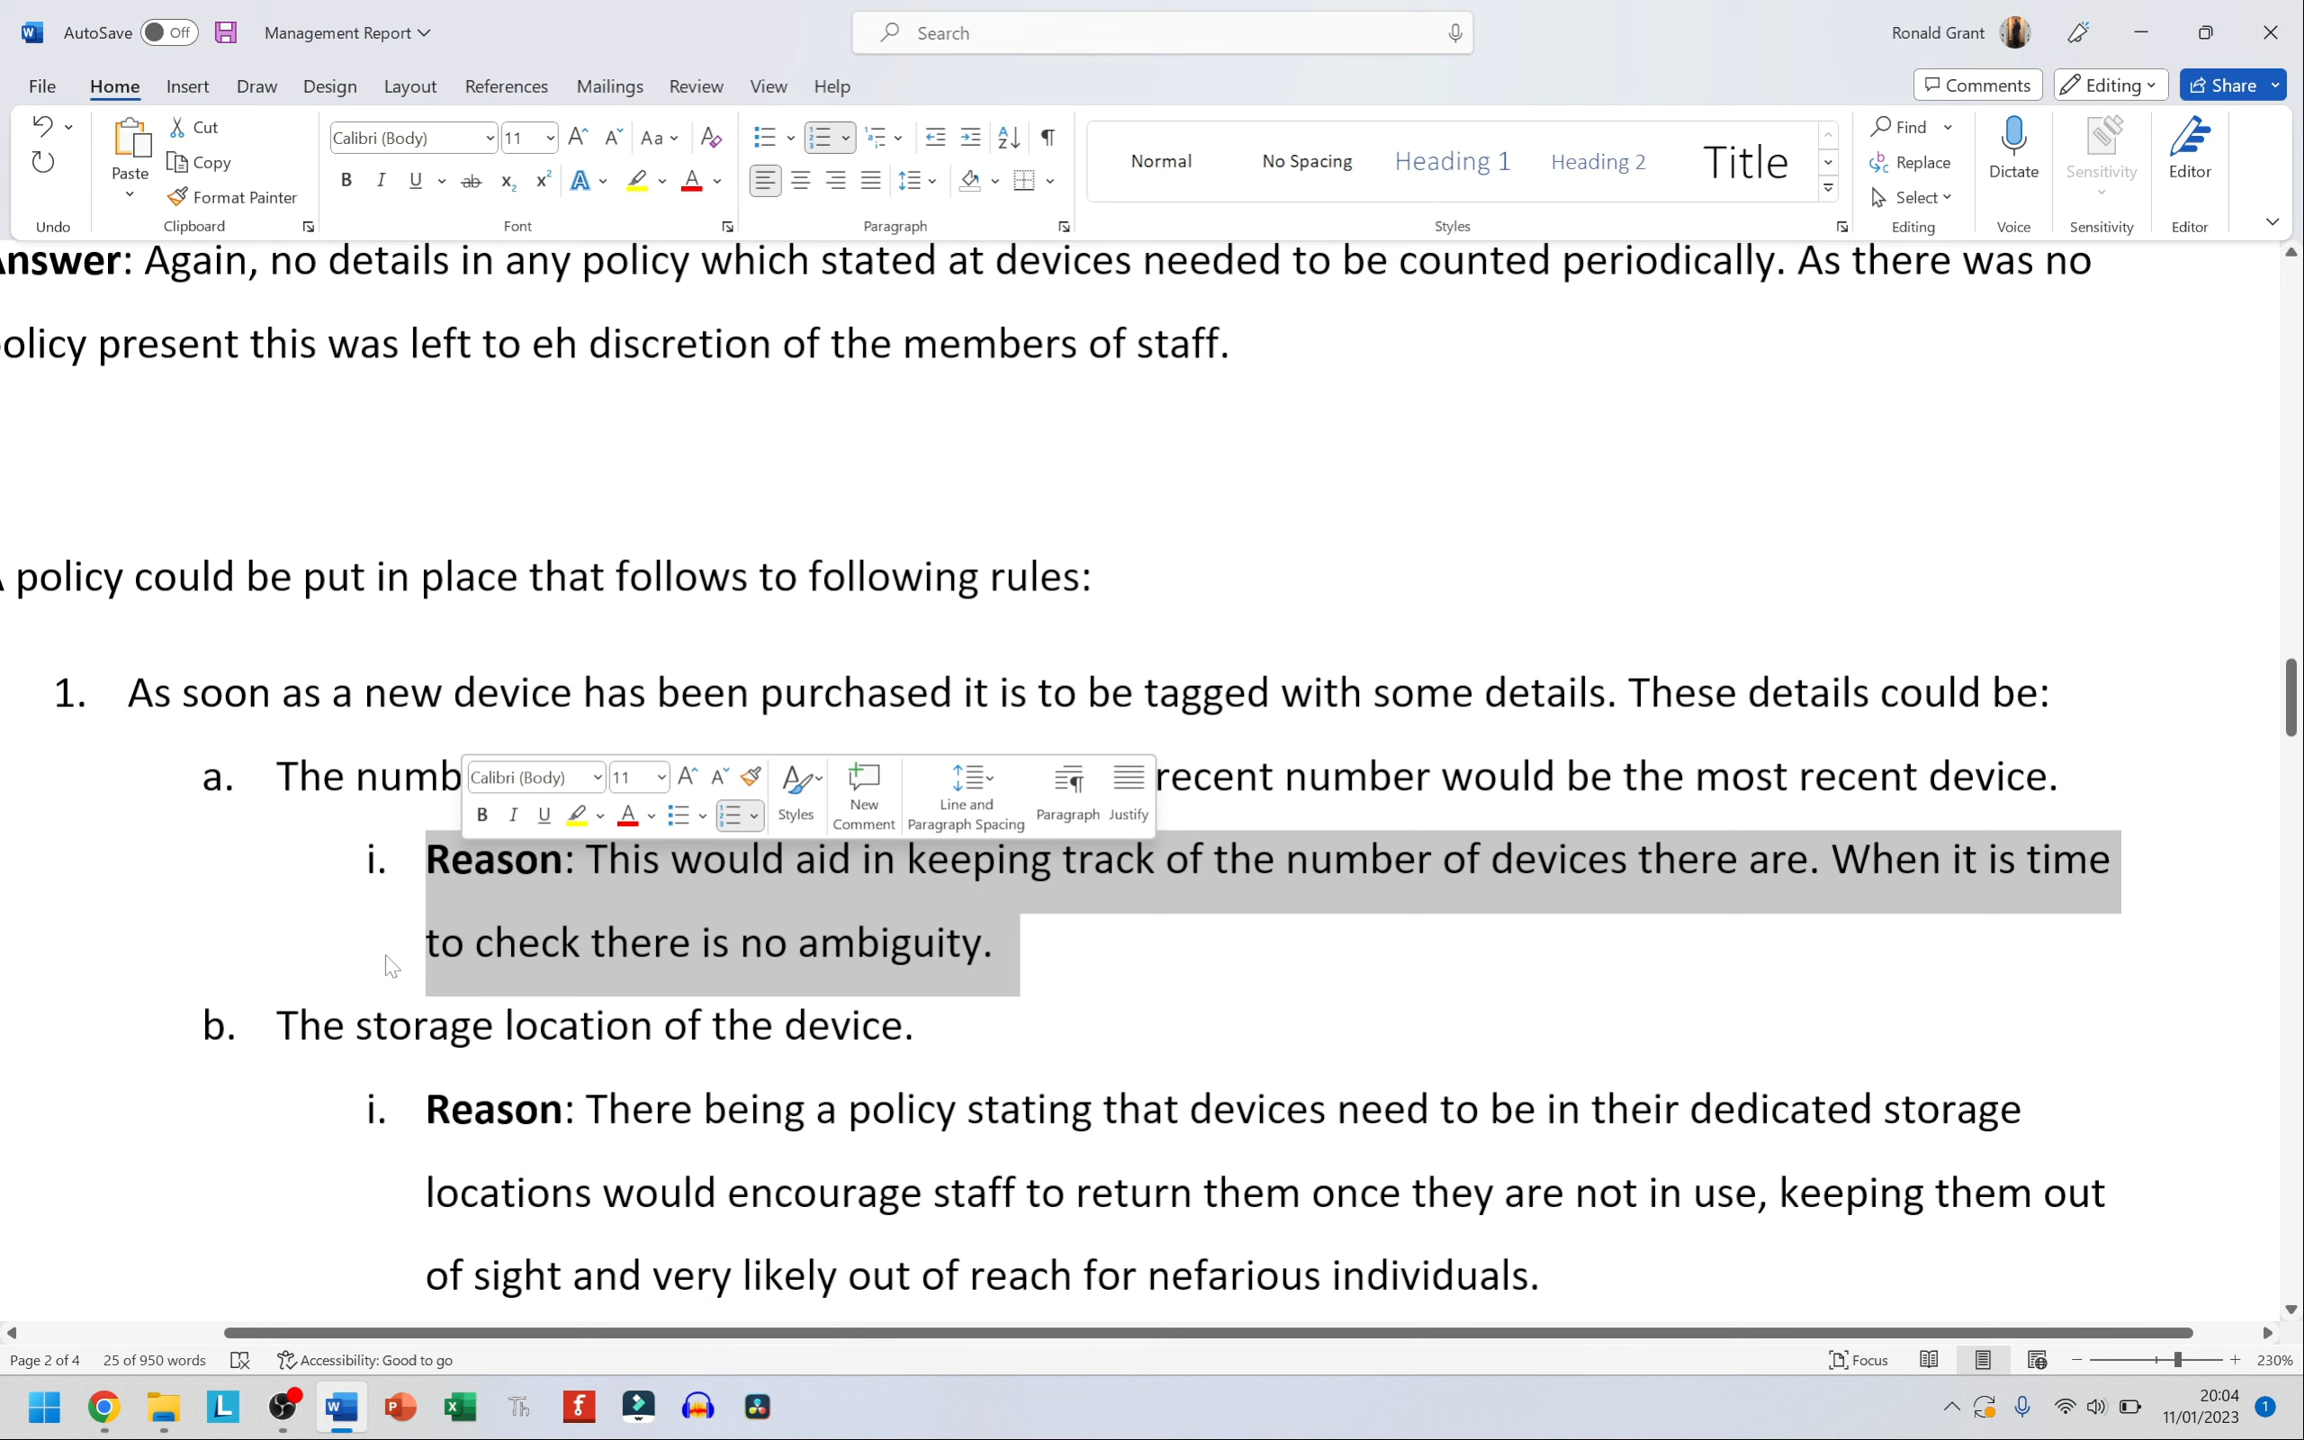 AutoSave Off Management Report Search Ronald Grant
File Home Insert Draw Design Layout References Mailings Review View Help Comments Editing Share
Cut
Copy
Format Painter
Paste
Calibri (Body) 11
Normal No Spacing Heading 1 Heading 2 Title
Find
Replace
Select
Dictate
Sensitivity
Editor
Undo Clipboard Font Paragraph Styles Editing Voice Sensitivity Editor
nswer: Again, no details in any policy which stated at devices needed to be counted periodically. As there was no
olicy present this was left to eh discretion of the members of staff.
policy could be put in place that follows to following rules:
1. As soon as a new device has been purchased it is to be tagged with some details. These details could be:
a. The numb recent number would be the most recent device.
Calibri (Body) 11
Styles
New Comment
Line and Paragraph Spacing
Paragraph
Justify
i. Reason: This would aid in keeping track of the number of devices there are. When it is time
to check there is no ambiguity.
b. The storage location of the device.
i. Reason: There being a policy stating that devices need to be in their dedicated storage
locations would encourage staff to return them once they are not in use, keeping them out
of sight and very likely out of reach for nefarious individuals.
Page 2 of 4 25 of 950 words Accessibility: Good to go Focus 230%
20:04
11/01/2023 1